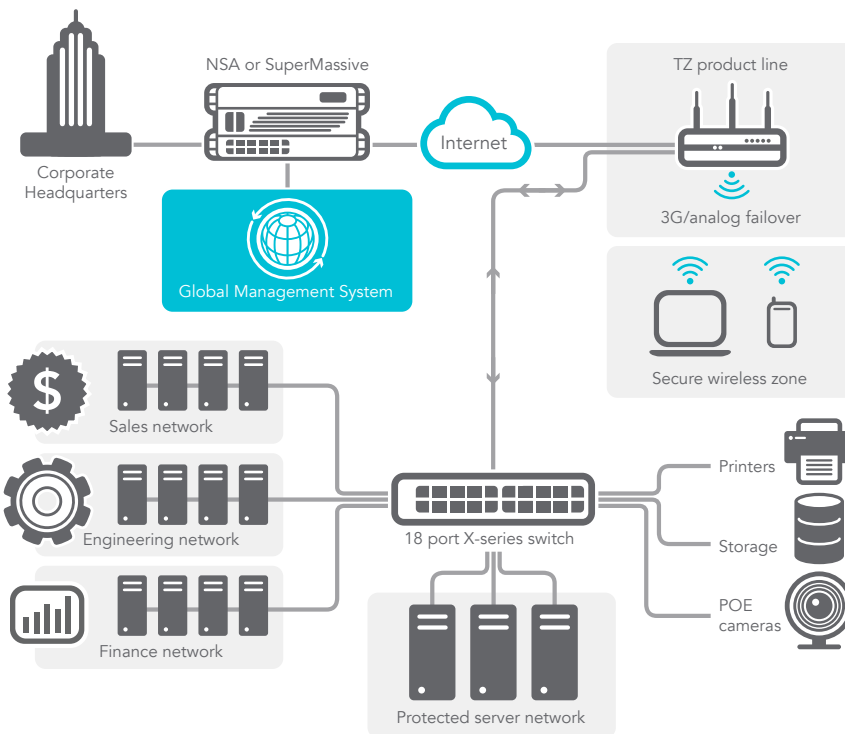 NSA or SuperMassive
TZ product line
Internet
Corporate
Headquarters
3G/analog failover
Global Management System
Secure wireless zone
$
Sales network
Printers
Engineering network
18 port X-series switch
Storage
POE
cameras
Finance network
Protected server network